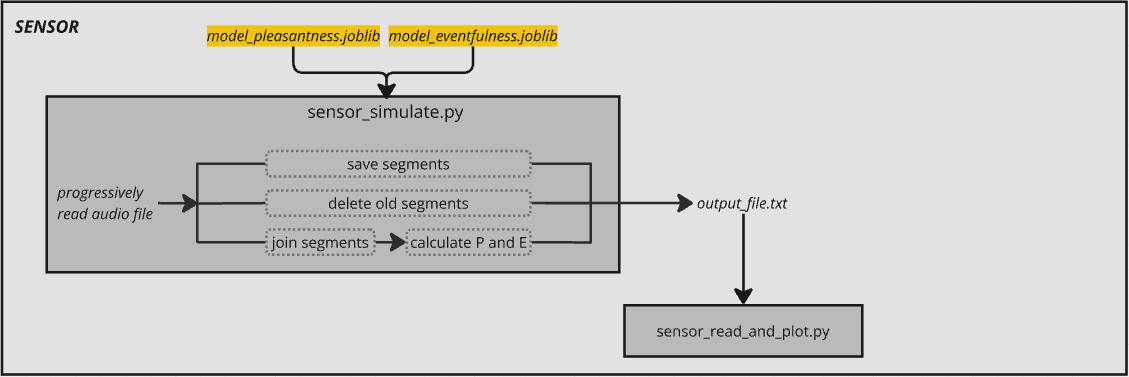 SENSOR
model_pleasantness.joblib
model_eventfulness.joblib
sensor_simulate.py
save segments
progressively
read audio file
delete old segments
output_file.txt
join segments
calculate P and E
sensor_read_and_plot.py